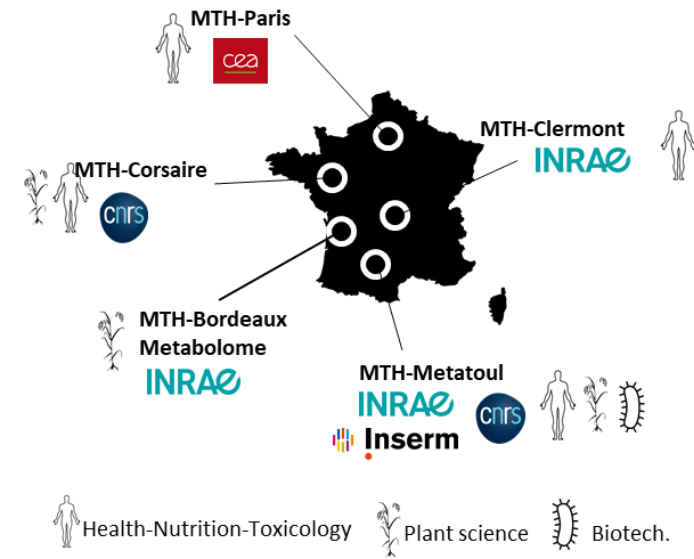 MTH-Paris
cea
MTH-Clermont
INRAE
MTH-Corsaire
cnrs
MTH-Bordeaux
Metabolome
INRAE
MTH-Metatoul
INRAE
cnrs
Inserm
Health-Nutrition-Toxicology
Plant science
Biotech.